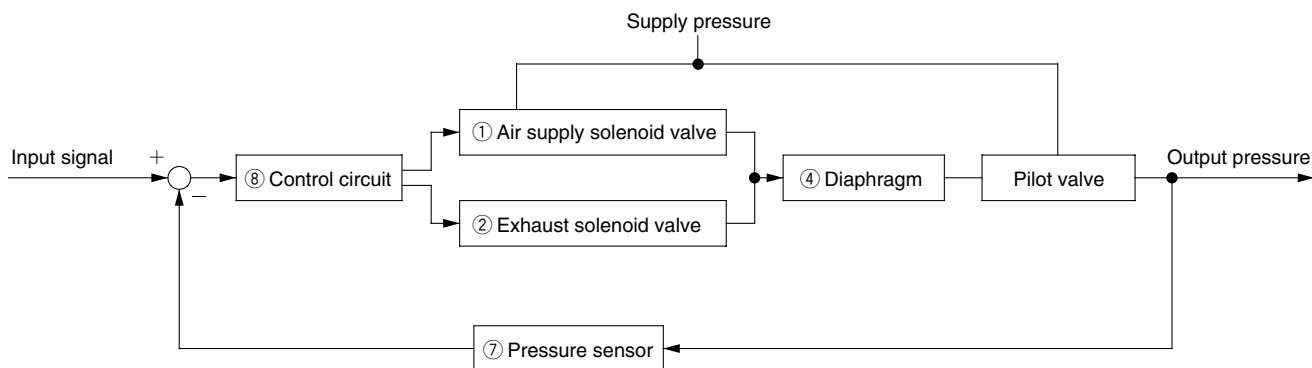 Supply pressure
① Air supply solenoid valve
Input signal
+
−
⑧ Control circuit
④ Diaphragm
Pilot valve
Output pressure
② Exhaust solenoid valve
⑦ Pressure sensor